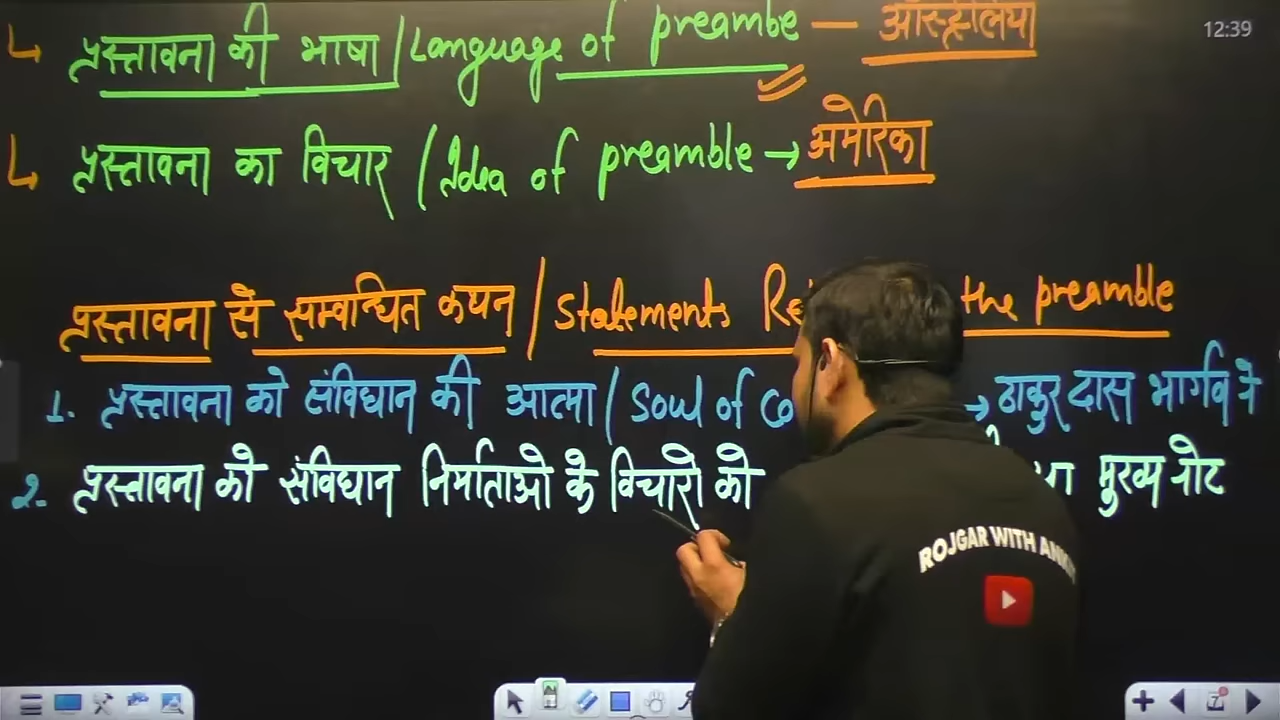 प्रस्तावना की भाषा / Language of preambe — ऑस्ट्रेलिया
12:39
प्रस्तावना का विचार / Idea of preamble → अमेरिका
प्रस्तावना से सम्बन्धित कथन / Statements the preamble
1. प्रस्तावना को संविधान की आत्मा / Soul of → ठाकुर दास भार्गव ने
2. प्रस्तावना को संविधान निर्माताओ के विचारो को मुख्य नोट
ROJGAR WITH